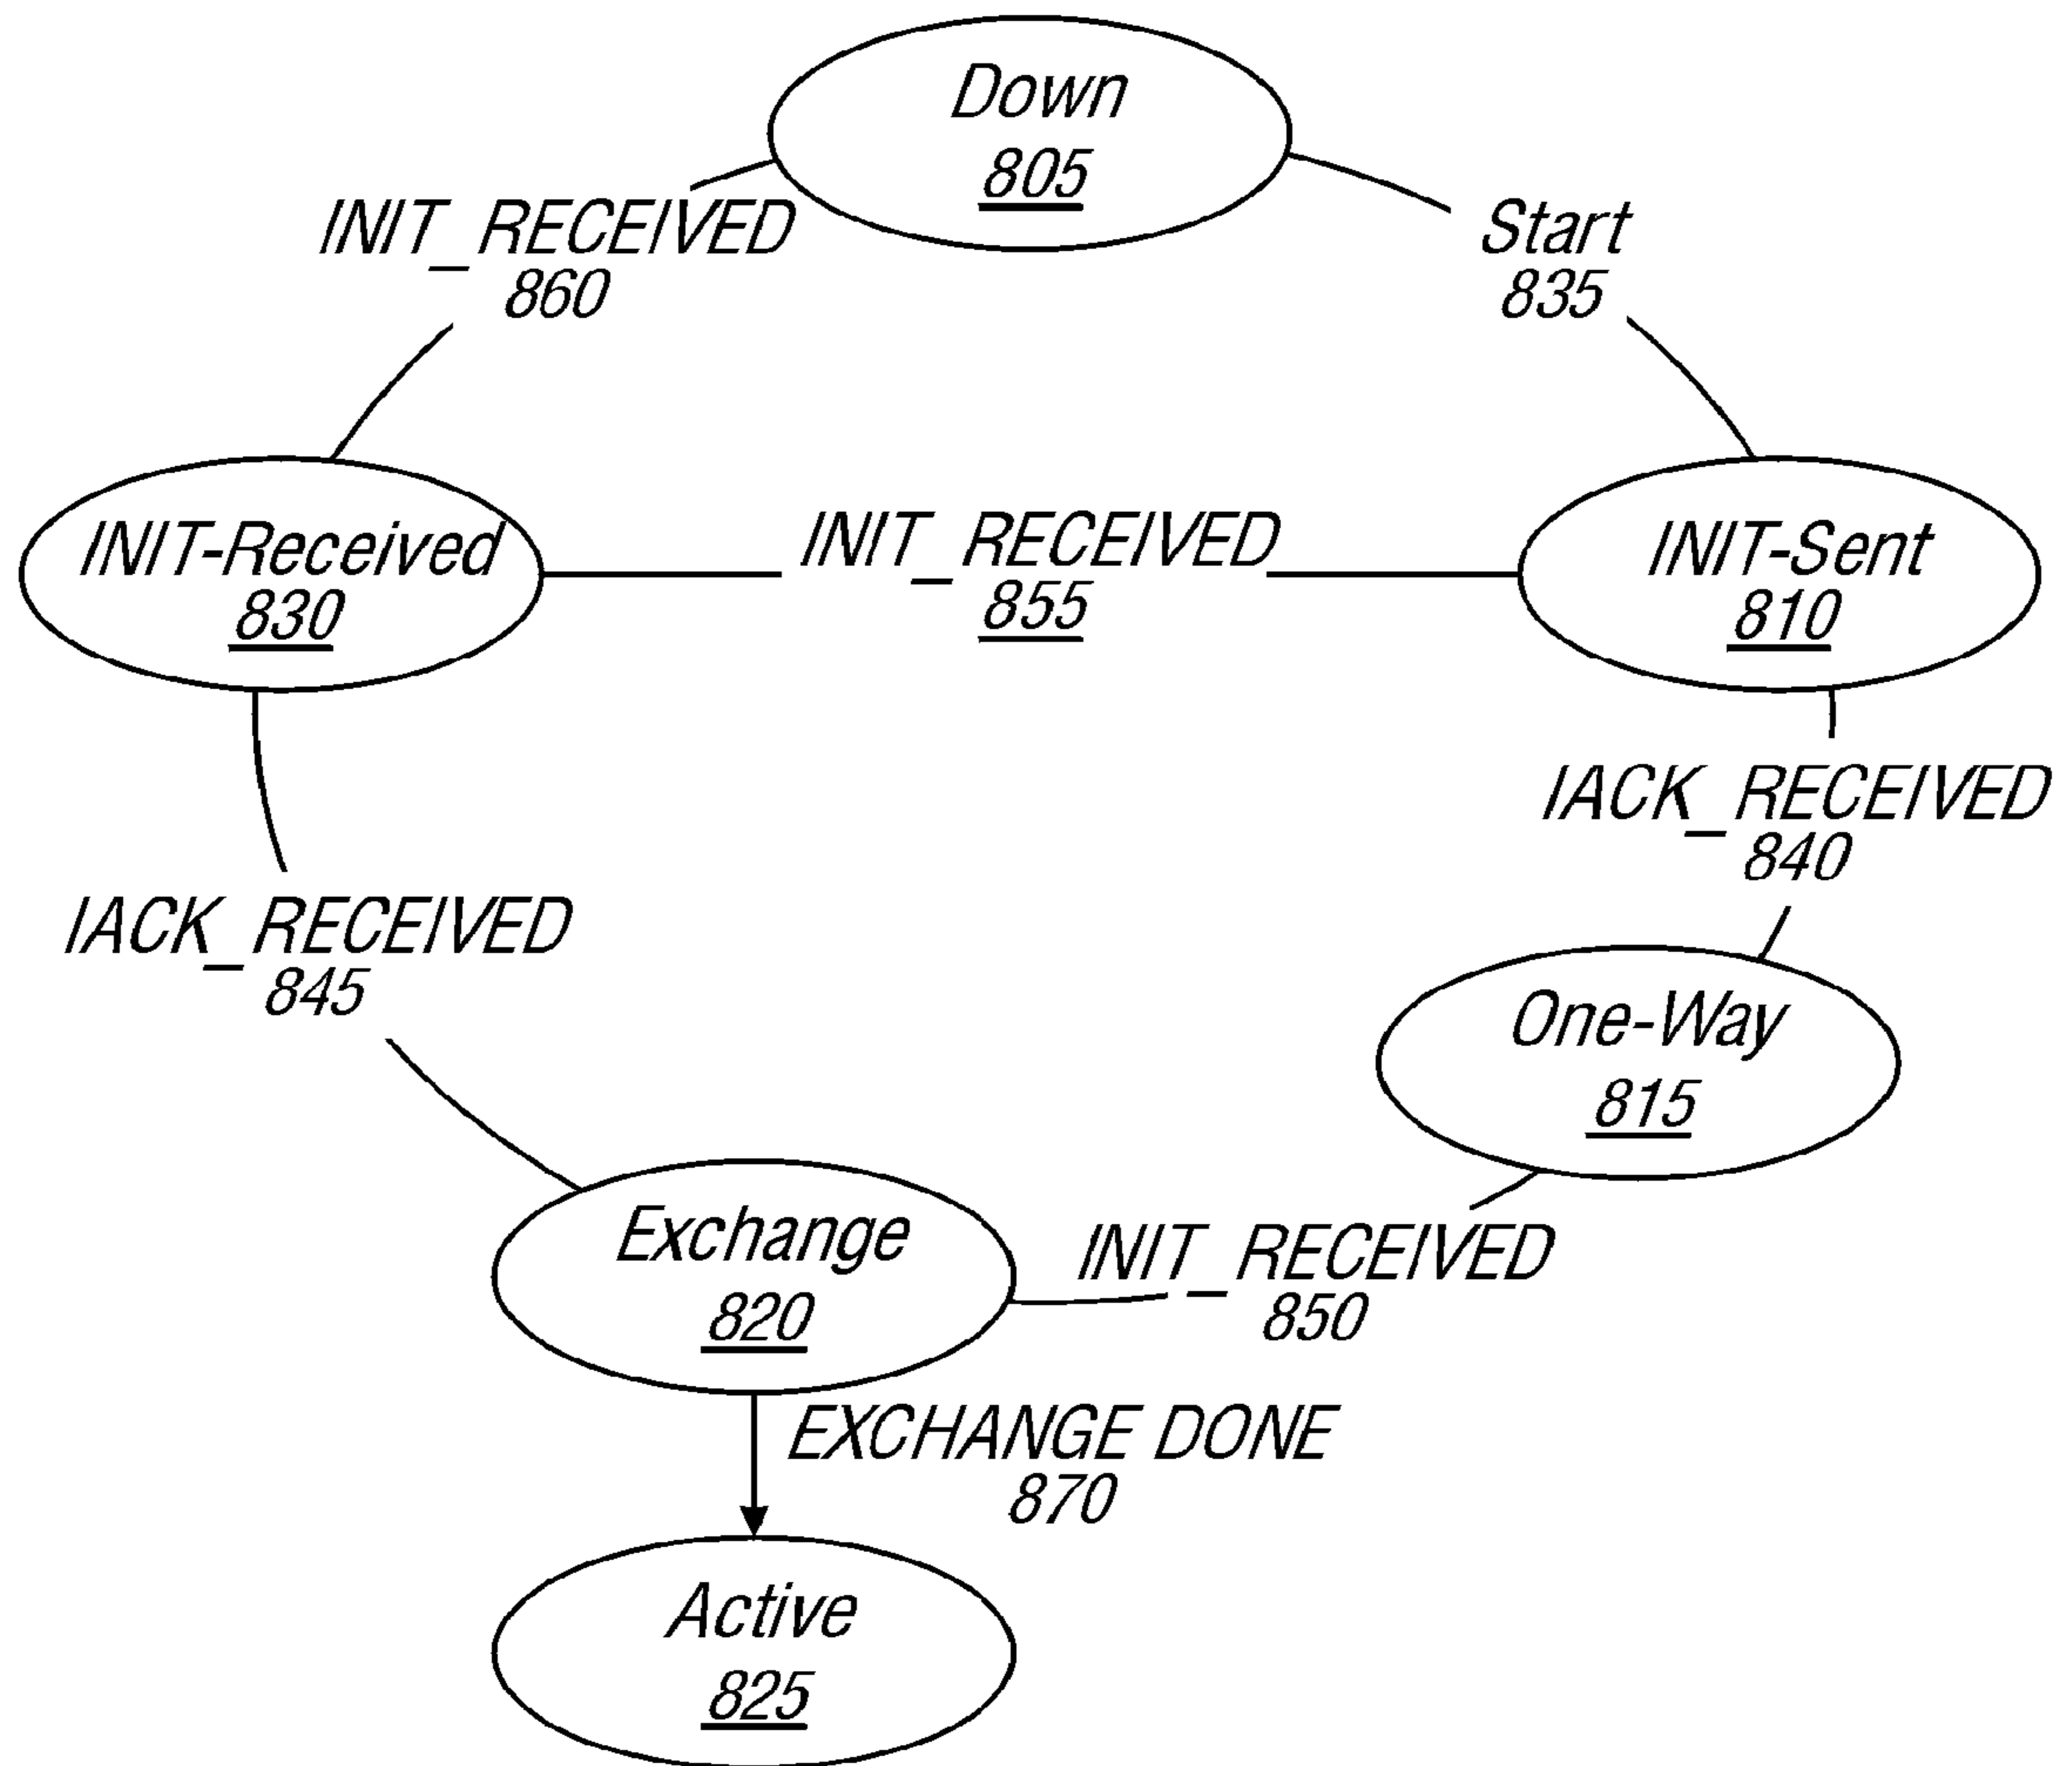 Down
805
INIT_RECEIVED
860
Start
835
INIT-Received
830
INIT_RECEIVED
855
INIT-Sent
810
IACK_RECEIVED
840
IACK_RECEIVED
845
One-Way
815
Exchange
820
INIT_RECEIVED
850
EXCHANGE DONE
870
Active
825